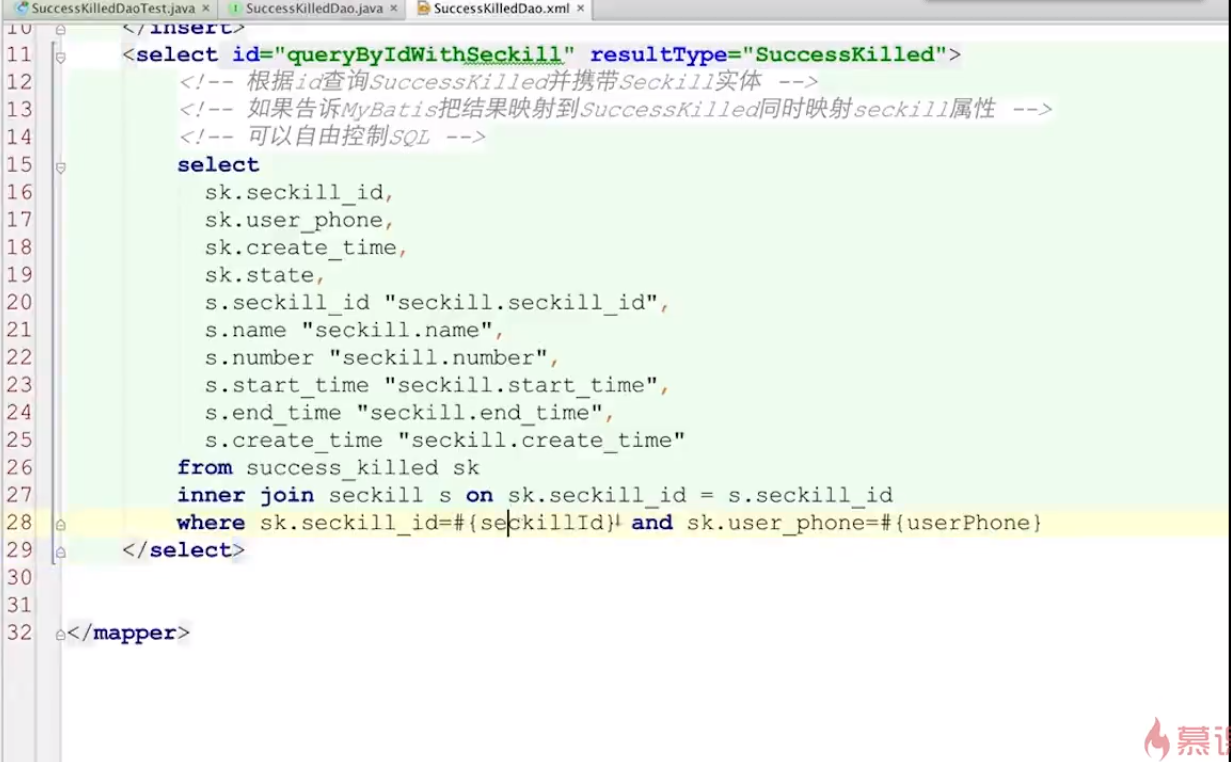 SuccessKilledDaoTest.java × SuccessKilledDao.java × SuccessKilledDao.xml ×
10 </insert>
11 <select id="queryByIdWithSeckill" resultType="SuccessKilled">
12 <!-- 根据id查询SuccessKilled并携带Seckill实体 -->
13 <!-- 如果告诉MyBatis把结果映射到SuccessKilled同时映射seckill属性 -->
14 <!-- 可以自由控制SQL -->
15 select
16 sk.seckill_id,
17 sk.user_phone,
18 sk.create_time,
19 sk.state,
20 s.seckill_id "seckill.seckill_id",
21 s.name "seckill.name",
22 s.number "seckill.number",
23 s.start_time "seckill.start_time",
24 s.end_time "seckill.end_time",
25 s.create_time "seckill.create_time"
26 from success_killed sk
27 inner join seckill s on sk.seckill_id = s.seckill_id
28 where sk.seckill_id=#{seckillId} and sk.user_phone=#{userPhone}
29 </select>
30
31
32 </mapper>
慕